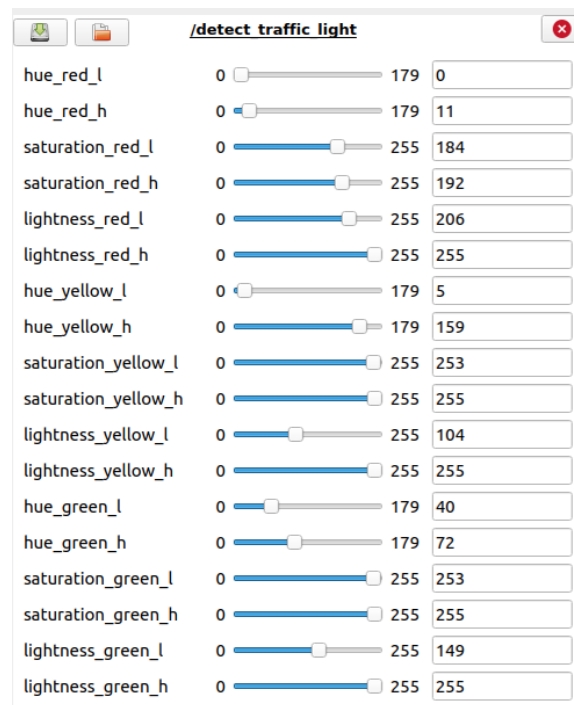 /detect_traffic_light
hue_red_l 0 179 0
hue_red_h 0 179 11
saturation_red_l 0 255 184
saturation_red_h 0 255 192
lightness_red_l 0 255 206
lightness_red_h 0 255 255
hue_yellow_l 0 179 5
hue_yellow_h 0 179 159
saturation_yellow_l 0 255 253
saturation_yellow_h 0 255 255
lightness_yellow_l 0 255 104
lightness_yellow_h 0 255 255
hue_green_l 0 179 40
hue_green_h 0 179 72
saturation_green_l 0 255 253
saturation_green_h 0 255 255
lightness_green_l 0 255 149
lightness_green_h 0 255 255